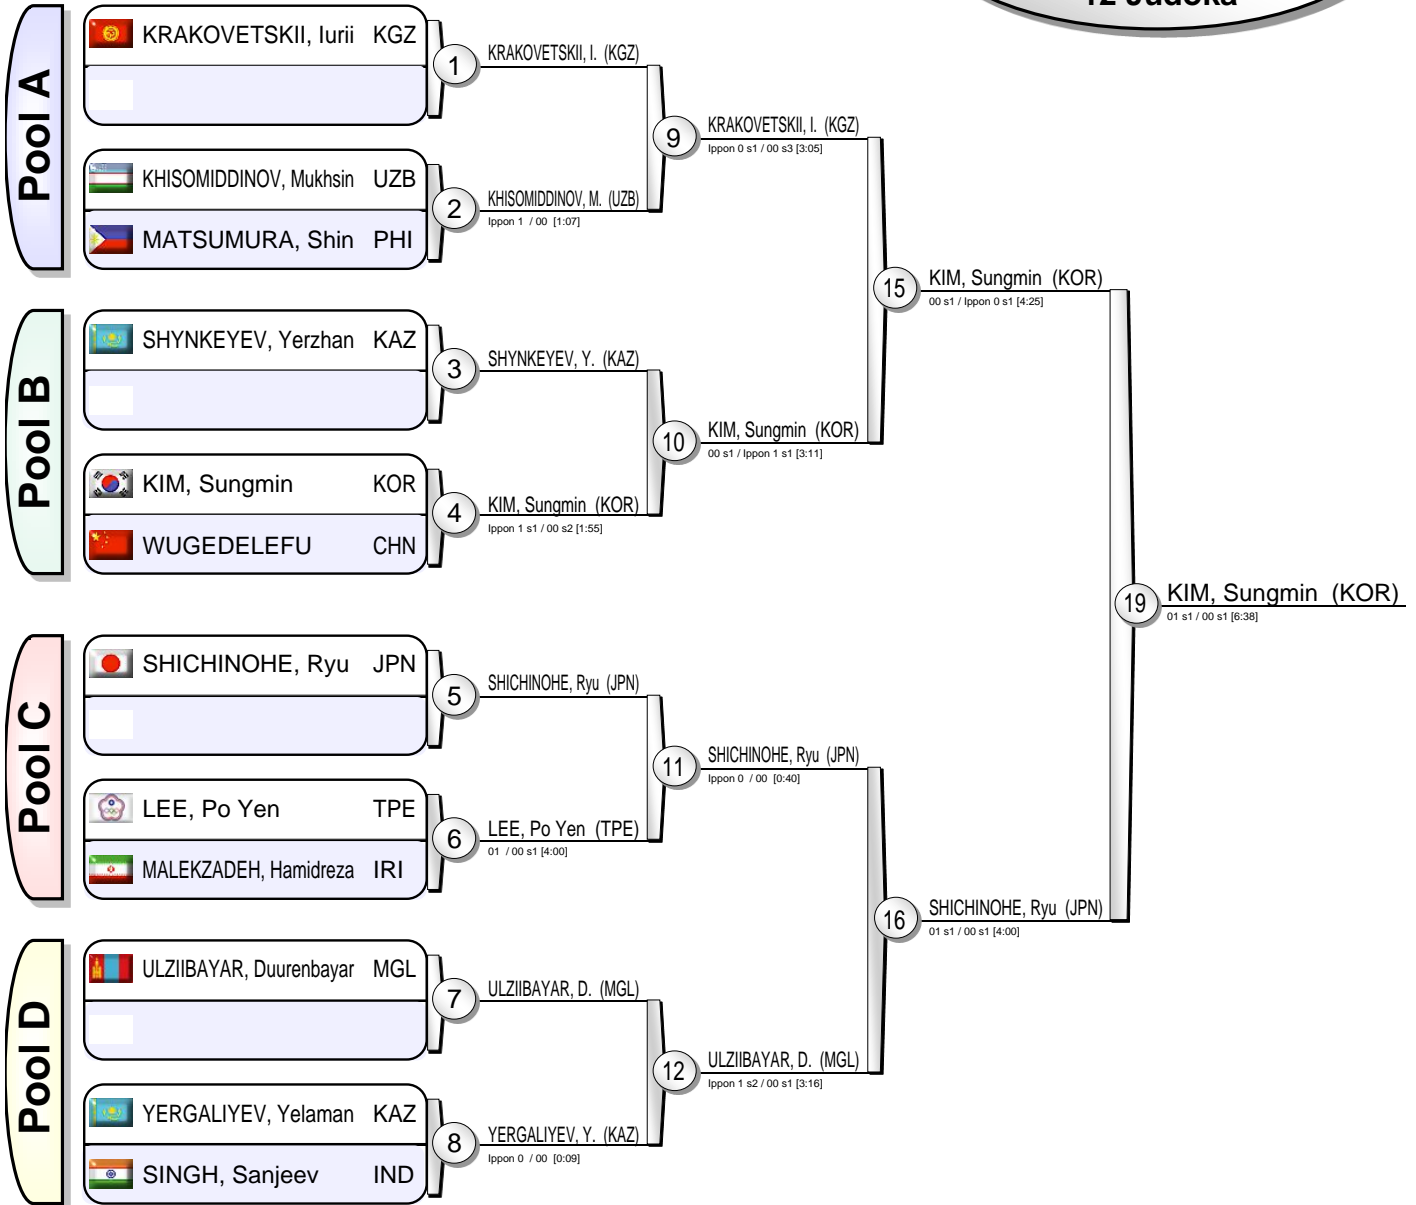 12 Judoka
Pool A
KRAKOVETSKII, Iurii KGZ
KHISOMIDDINOV, Mukhsin UZB
MATSUMURA, Shin PHI
1
KRAKOVETSKII, I. (KGZ)
2
KHISOMIDDINOV, M. (UZB)
Ippon 1 / 00 [1:07]
9
KRAKOVETSKII, I. (KGZ)
Ippon 0 s1 / 00 s3 [3:05]
Pool B
SHYNKEYEV, Yerzhan KAZ
KIM, Sungmin KOR
WUGEDELEFU CHN
3
SHYNKEYEV, Y. (KAZ)
4
KIM, Sungmin (KOR)
Ippon 1 s1 / 00 s2 [1:55]
10
KIM, Sungmin (KOR)
00 s1 / Ippon 1 s1 [3:11]
15
KIM, Sungmin (KOR)
00 s1 / Ippon 0 s1 [4:25]
Pool C
SHICHINOHE, Ryu JPN
LEE, Po Yen TPE
MALEKZADEH, Hamidreza IRI
5
SHICHINOHE, Ryu (JPN)
6
LEE, Po Yen (TPE)
01 / 00 s1 [4:00]
11
SHICHINOHE, Ryu (JPN)
Ippon 0 / 00 [0:40]
Pool D
ULZIIBAYAR, Duurenbayar MGL
YERGALIYEV, Yelaman KAZ
SINGH, Sanjeev IND
7
ULZIIBAYAR, D. (MGL)
8
YERGALIYEV, Y. (KAZ)
Ippon 0 / 00 [0:09]
12
ULZIIBAYAR, D. (MGL)
Ippon 1 s2 / 00 s1 [3:16]
16
SHICHINOHE, Ryu (JPN)
01 s1 / 00 s1 [4:00]
19
KIM, Sungmin (KOR)
01 s1 / 00 s1 [6:38]